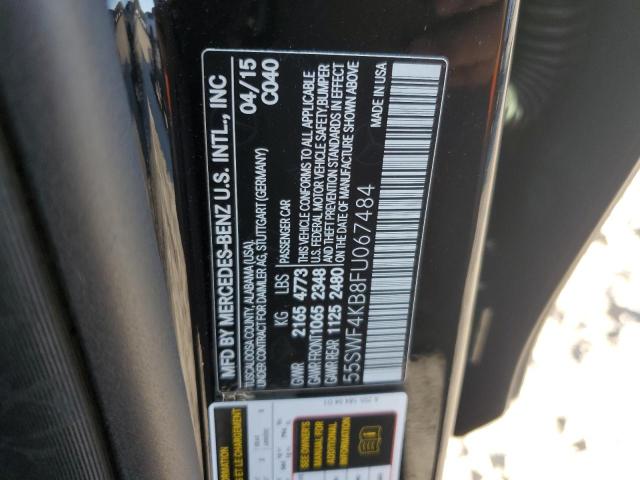 MFD BY MERCEDES-BENZ U.S. INTL., INC
TUSCALOOSA COUNTY, ALABAMA (USA)
UNDER CONTRACT FOR DAIMLER AG, STUTTGART (GERMANY)
04/15
C040
KG LBS PASSENGER CAR
GVWR 2165 4773
GAWR FRONT 1065 2348
GAWR REAR 1125 2480
THIS VEHICLE CONFORMS TO ALL APPLICABLE
U.S. FEDERAL MOTOR VEHICLE SAFETY, BUMPER
AND THEFT PREVENTION STANDARDS IN EFFECT
ON THE DATE OF MANUFACTURE SHOWN ABOVE
55SWF4KB8FU067484
MADE IN USA
SEE OWNER'S
MANUAL FOR
ADDITIONAL
INFORMATION
ET LE CHARGEMENT